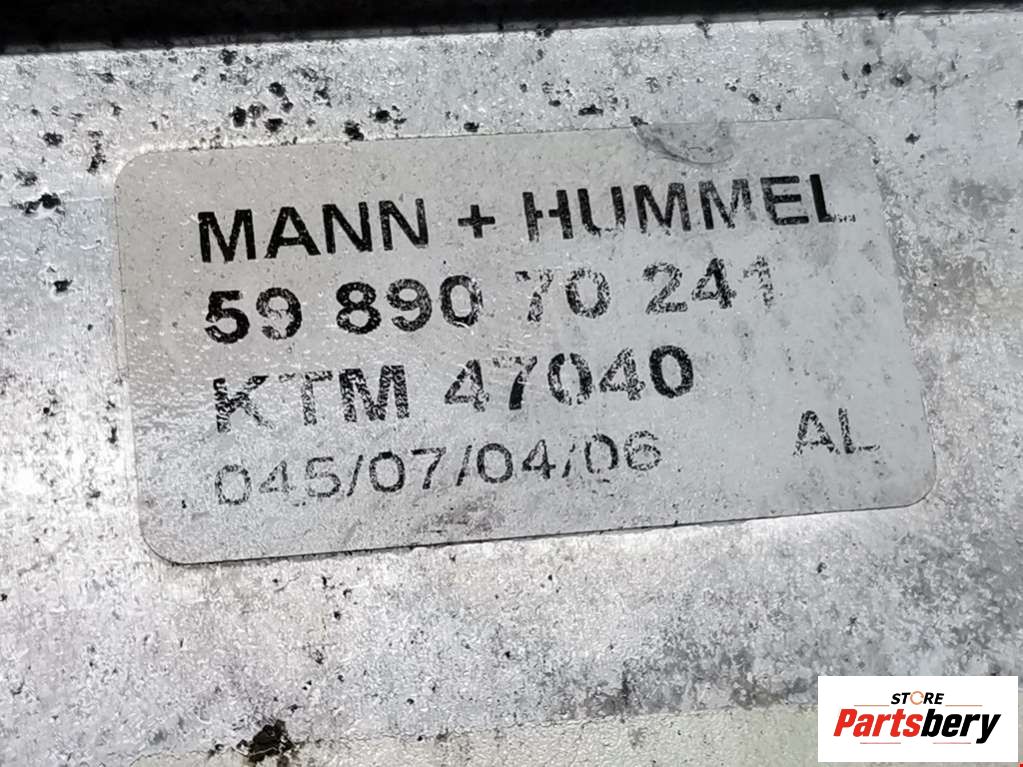 MANN + HUMMEL
59 890 70 241
KTM 47040
045/07/04/06 AL
STORE
Partsbery